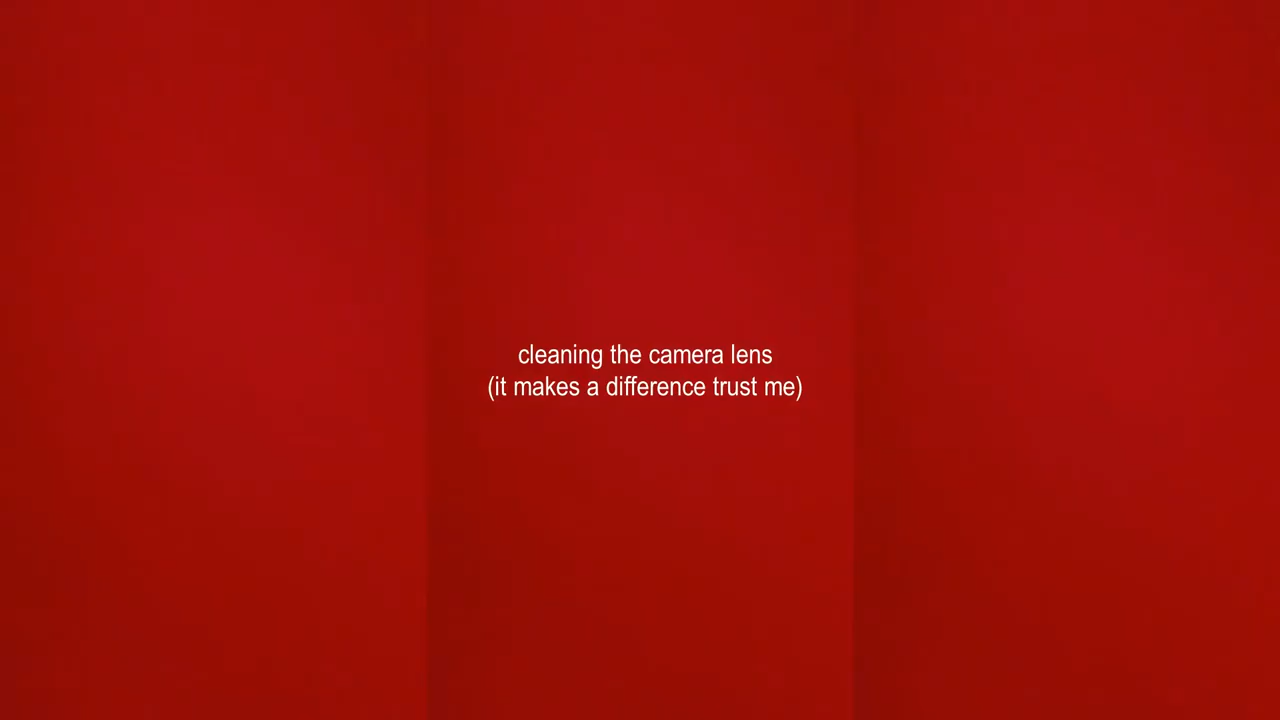 cleaning the camera lens
(it makes a difference trust me)